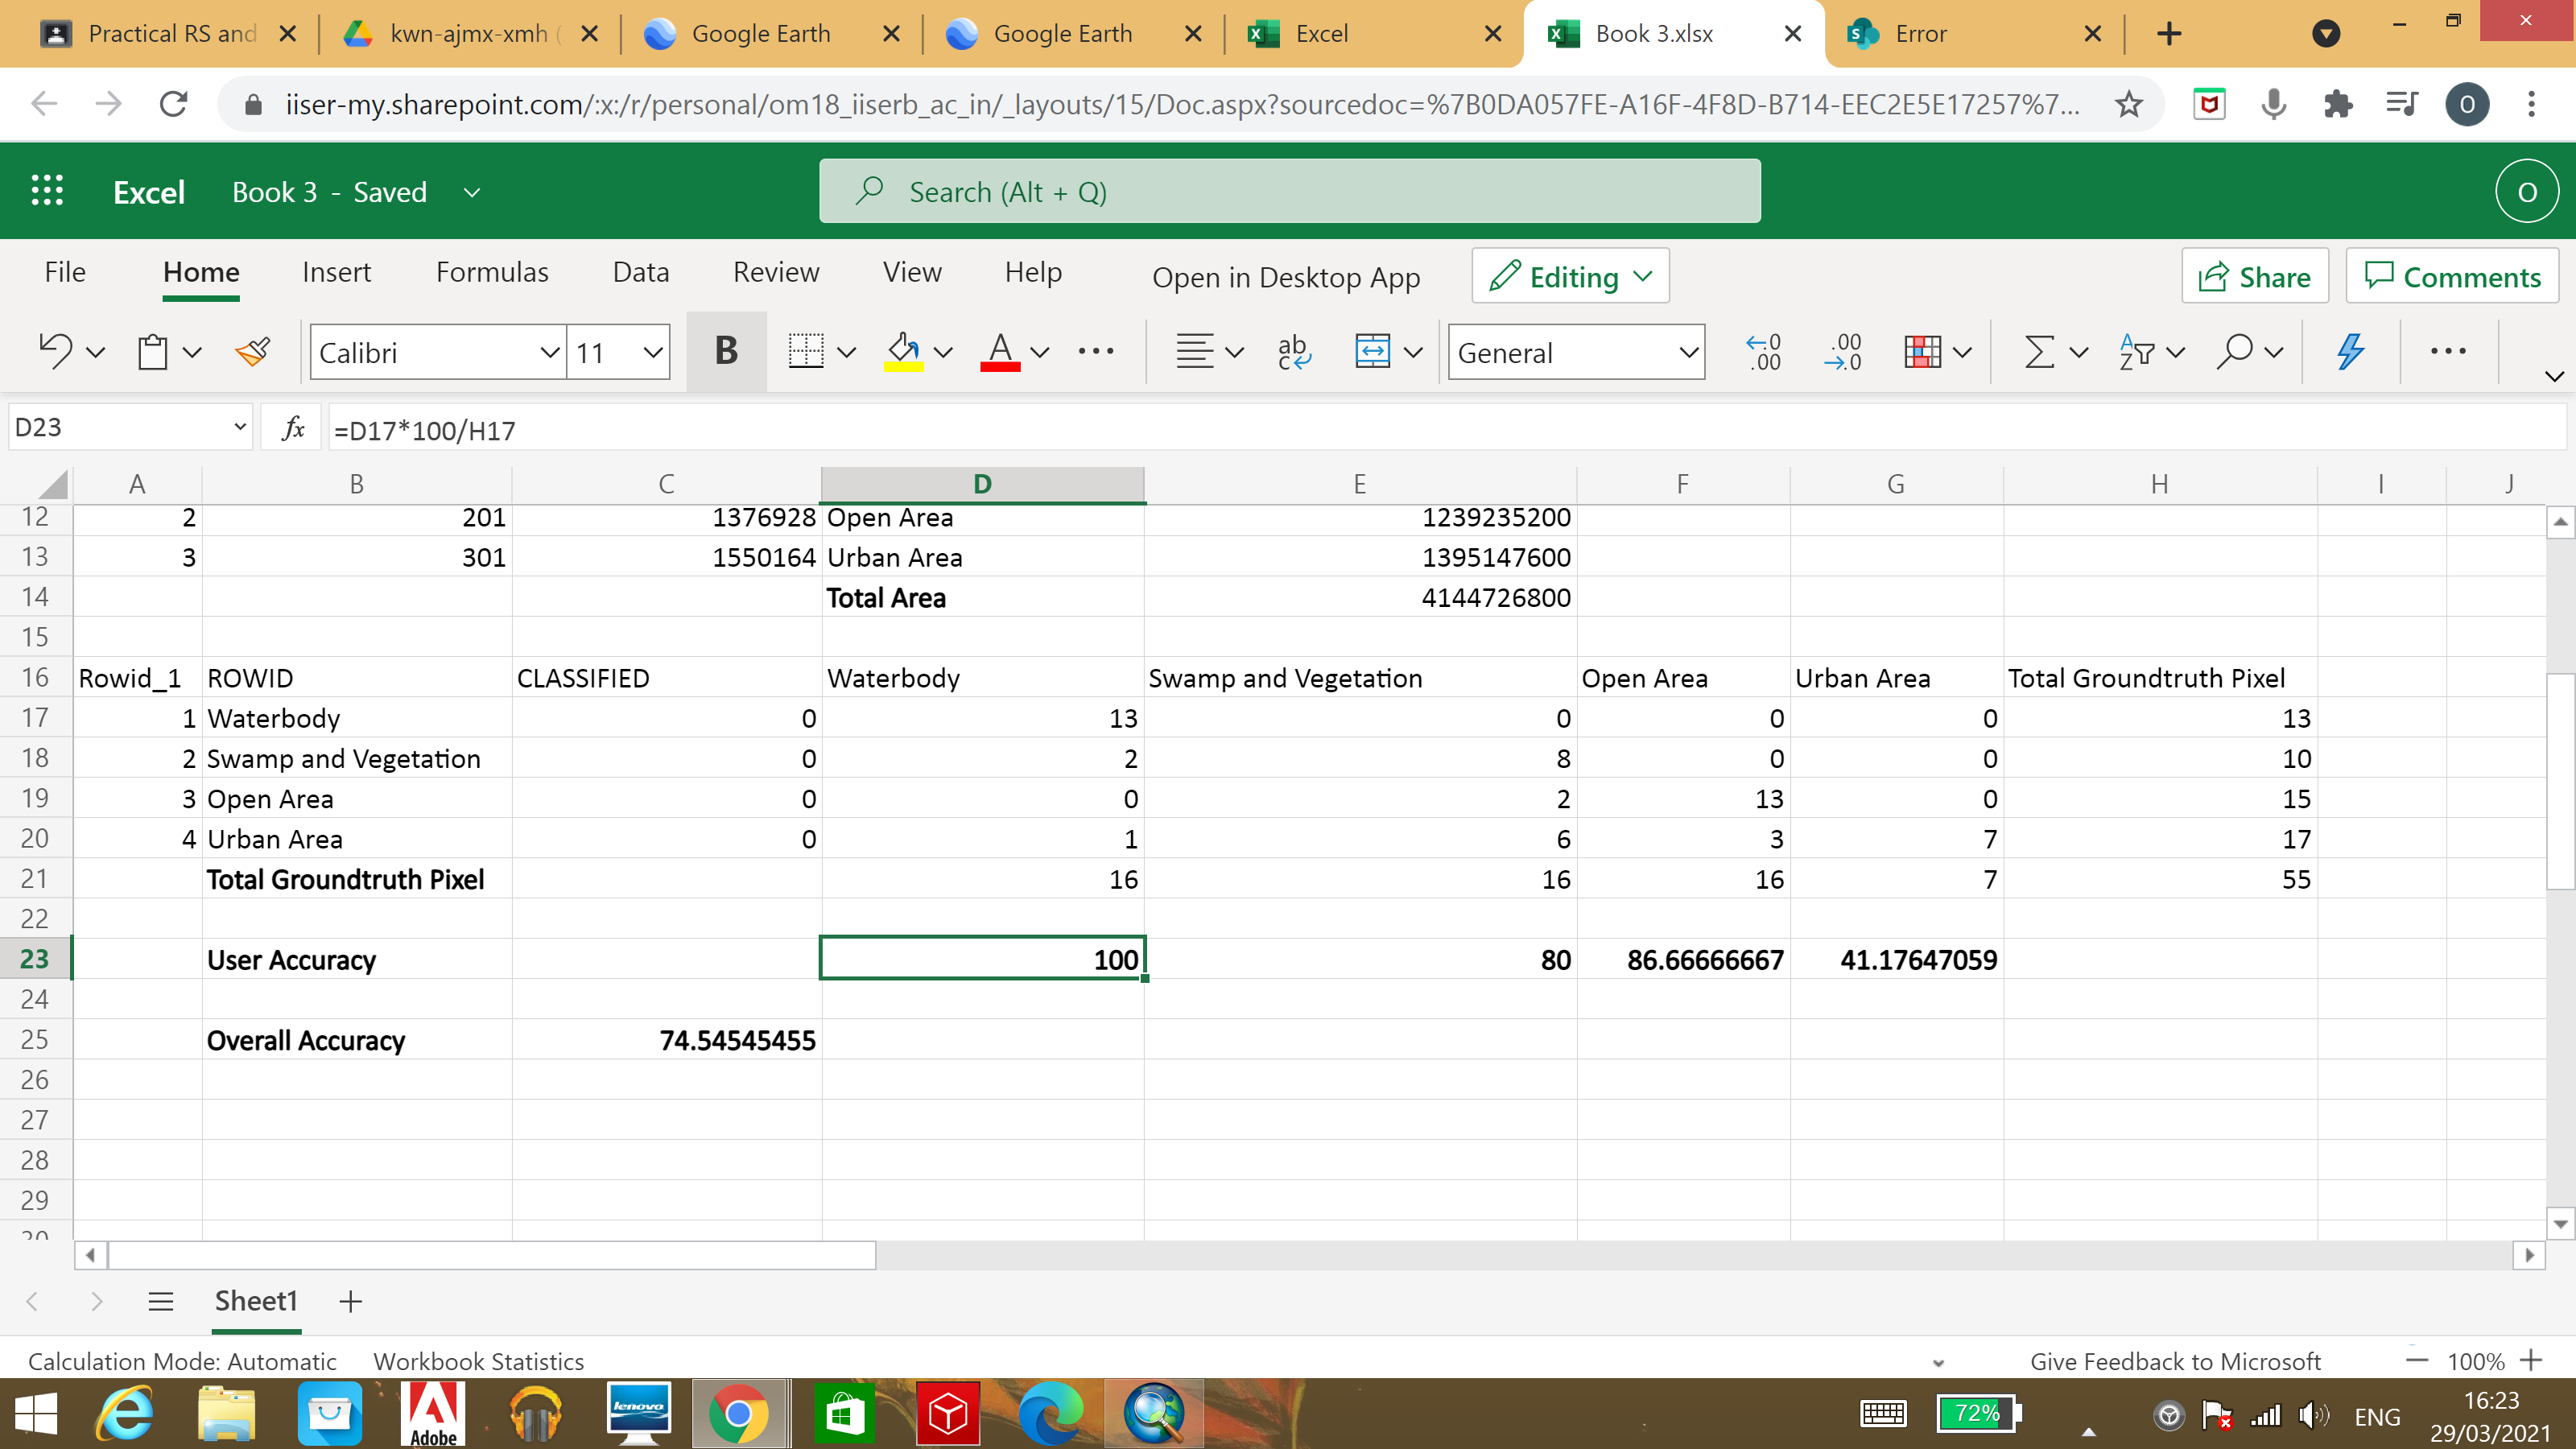 Practical RS and
kwn-ajmx-xmh (
Google Earth
Google Earth
Excel
Book 3.xlsx
Error
iiser-my.sharepoint.com/:x:/r/personal/om18_iiserb_ac_in/_layouts/15/Doc.aspx?sourcedoc=%7B0DA057FE-A16F-4F8D-B714-EEC2E5E17257%7...
O
Excel Book 3 - Saved
Search (Alt + Q)
O
File Home Insert Formulas Data Review View Help Open in Desktop App Editing Share Comments
Calibri 11 B A ab c General .0 .00 .00 .0 A Z
D23 fx =D17*100/H17
A B C D E F G H I J
12 2 201 1376928 Open Area 1239235200
13 3 301 1550164 Urban Area 1395147600
14 Total Area 4144726800
15
16 Rowid_1 ROWID CLASSIFIED Waterbody Swamp and Vegetation Open Area Urban Area Total Groundtruth Pixel
17 1 Waterbody 0 13 0 0 0 13
18 2 Swamp and Vegetation 0 2 8 0 0 10
19 3 Open Area 0 0 2 13 0 15
20 4 Urban Area 0 1 6 3 7 17
21 Total Groundtruth Pixel 16 16 16 7 55
22
23 User Accuracy 100 80 86.66666667 41.17647059
24
25 Overall Accuracy 74.54545455
26
27
28
29
30
Sheet1
Calculation Mode: Automatic Workbook Statistics Give Feedback to Microsoft 100%
Adobe
lenovo
72%
ENG
16:23
29/03/2021